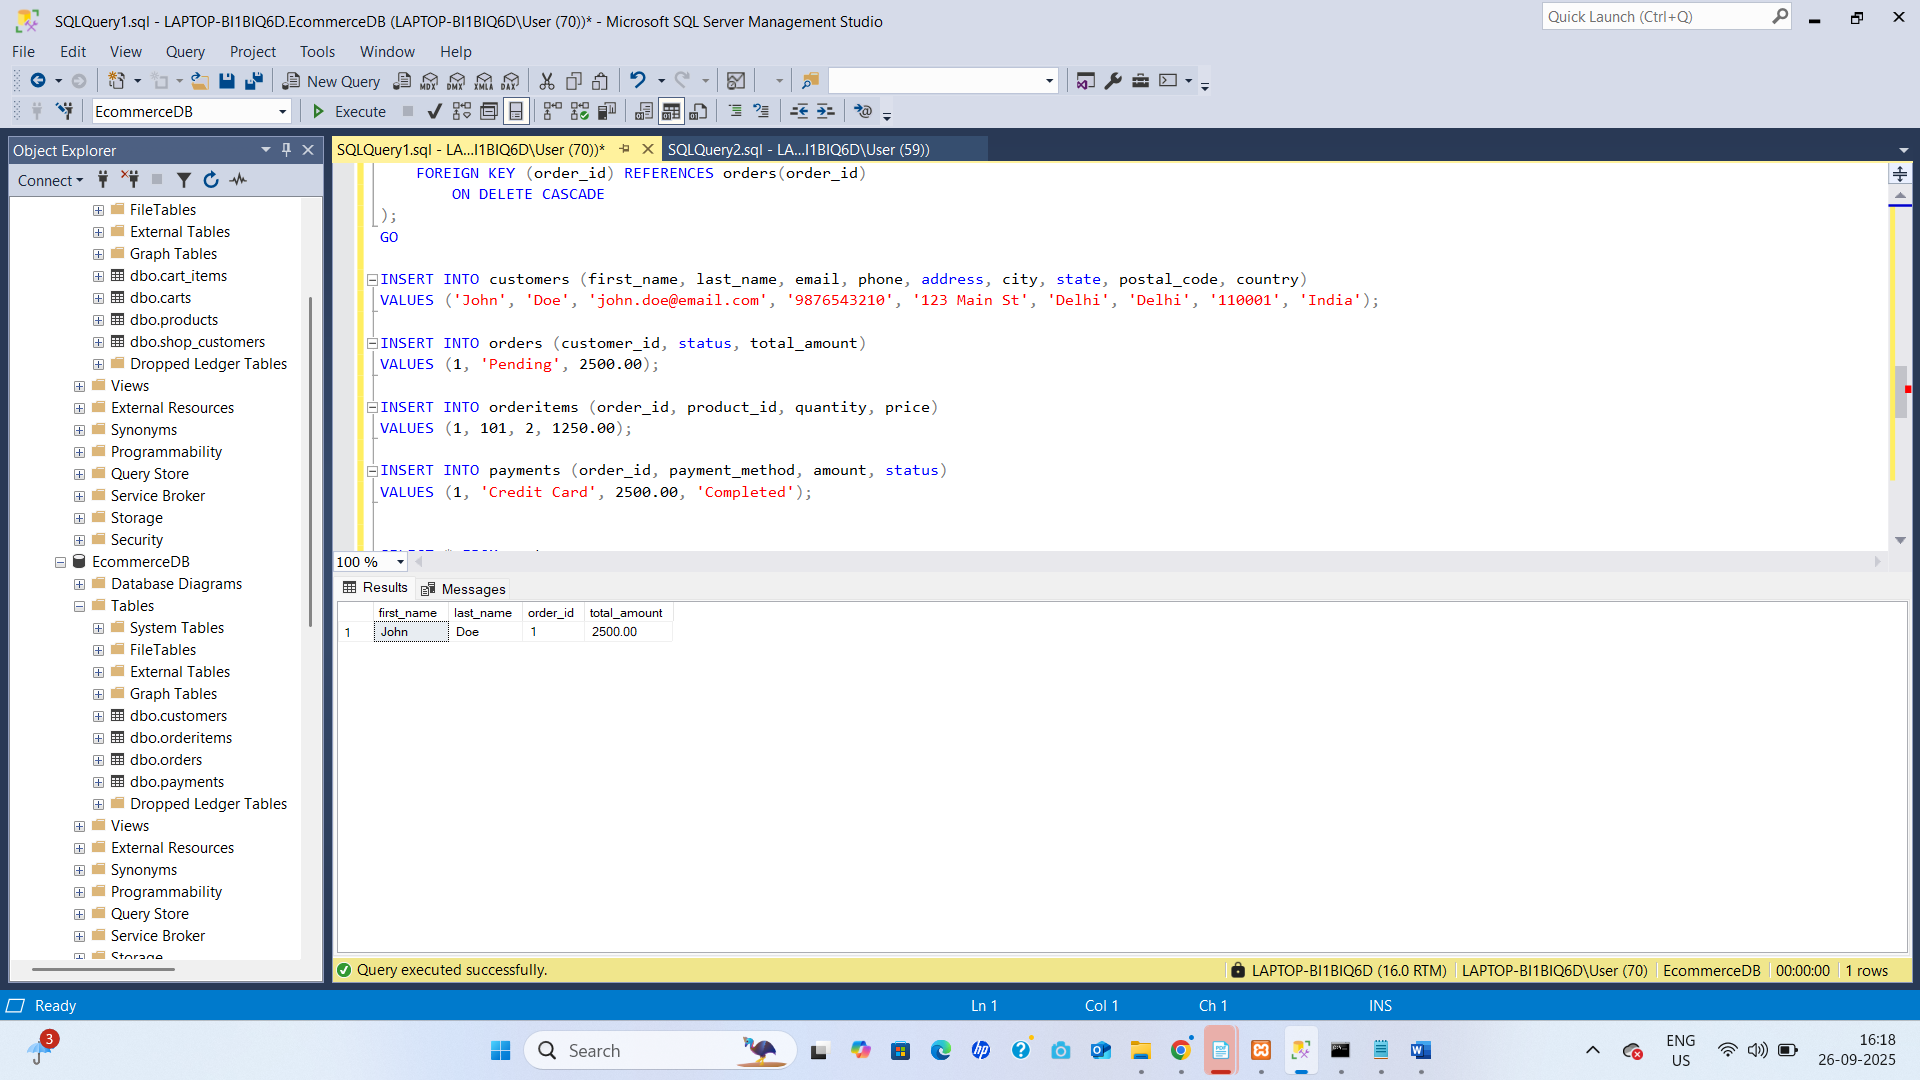 SQLQuery1.sql - LAPTOP-BI1BIQ6D.EcommerceDB (LAPTOP-BI1BIQ6D\User (70))* - Microsoft SQL Server Management Studio
Quick Launch (Ctrl+Q)
File Edit View Query Project Tools Window Help
New Query
MDX DMX XMLA DAX
EcommerceDB
Execute
Object Explorer
Connect
FileTables
External Tables
Graph Tables
dbo.cart_items
dbo.carts
dbo.products
dbo.shop_customers
Dropped Ledger Tables
Views
External Resources
Synonyms
Programmability
Query Store
Service Broker
Storage
Security
EcommerceDB
Database Diagrams
Tables
System Tables
FileTables
External Tables
Graph Tables
dbo.customers
dbo.orderitems
dbo.orders
dbo.payments
Dropped Ledger Tables
Views
External Resources
Synonyms
Programmability
Query Store
Service Broker
Storage
SQLQuery1.sql - LA...I1BIQ6D\User (70))*
SQLQuery2.sql - LA...I1BIQ6D\User (59))
FOREIGN KEY (order_id) REFERENCES orders(order_id)
ON DELETE CASCADE
);
GO
INSERT INTO customers (first_name, last_name, email, phone, address, city, state, postal_code, country)
VALUES ('John', 'Doe', 'john.doe@email.com', '9876543210', '123 Main St', 'Delhi', 'Delhi', '110001', 'India');
INSERT INTO orders (customer_id, status, total_amount)
VALUES (1, 'Pending', 2500.00);
INSERT INTO orderitems (order_id, product_id, quantity, price)
VALUES (1, 101, 2, 1250.00);
INSERT INTO payments (order_id, payment_method, amount, status)
VALUES (1, 'Credit Card', 2500.00, 'Completed');
100 %
Results Messages
first_name last_name order_id total_amount
1 John Doe 1 2500.00
Query executed successfully.
LAPTOP-BI1BIQ6D (16.0 RTM) LAPTOP-BI1BIQ6D\User (70) EcommerceDB 00:00:00 1 rows
Ready
Ln 1 Col 1 Ch 1 INS
3
Search
ENG
US
16:18
26-09-2025